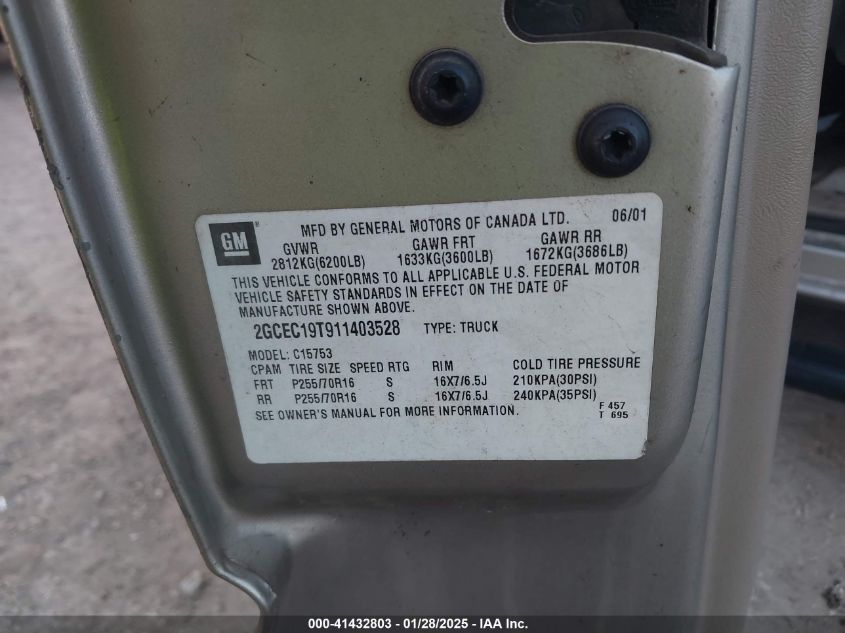 GM
MFD BY GENERAL MOTORS OF CANADA LTD. 06/01
GVWR GAWR FRT GAWR RR
2812KG(6200LB) 1633KG(3600LB) 1672KG(3686LB)
THIS VEHICLE CONFORMS TO ALL APPLICABLE U.S. FEDERAL MOTOR
VEHICLE SAFETY STANDARDS IN EFFECT ON THE DATE OF
MANUFACTURE SHOWN ABOVE.
2GCEC19T911403528 TYPE: TRUCK
MODEL: C15753
CPAM TIRE SIZE SPEED RTG RIM COLD TIRE PRESSURE
FRT P255/70R16 S 16X7/6.5J 210KPA(30PSI)
RR P255/70R16 S 16X7/6.5J 240KPA(35PSI)
SEE OWNER'S MANUAL FOR MORE INFORMATION.
F 457
T 695
000-41432803 - 01/28/2025 - IAA Inc.